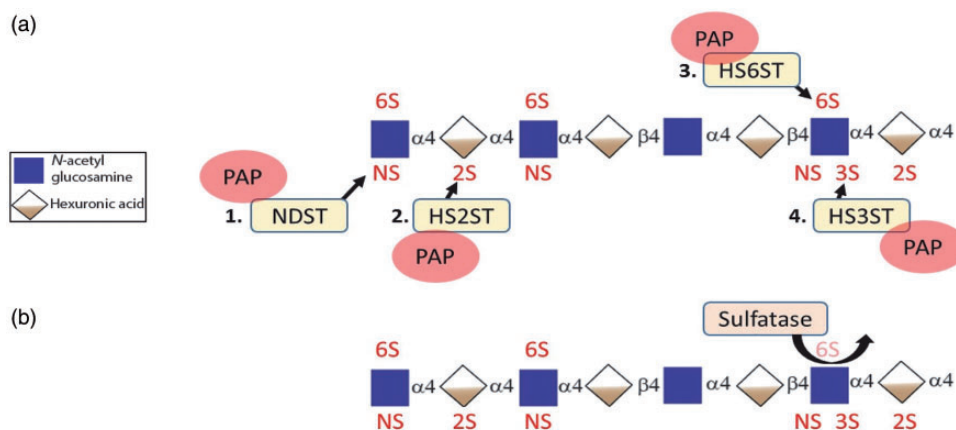 (a)
PAP
3. HS6ST
6S 6S 6S
α4 α4 α4 β4 α4 β4 α4 α4
N-acetyl
glucosamine
Hexuronic acid
NS 2S NS NS 3S 2S
PAP
1. NDST
2. HS2ST
PAP
4. HS3ST
PAP
(b)
Sulfatase
6S 6S 6S
α4 α4 α4 β4 α4 β4 α4 α4
NS 2S NS NS 3S 2S